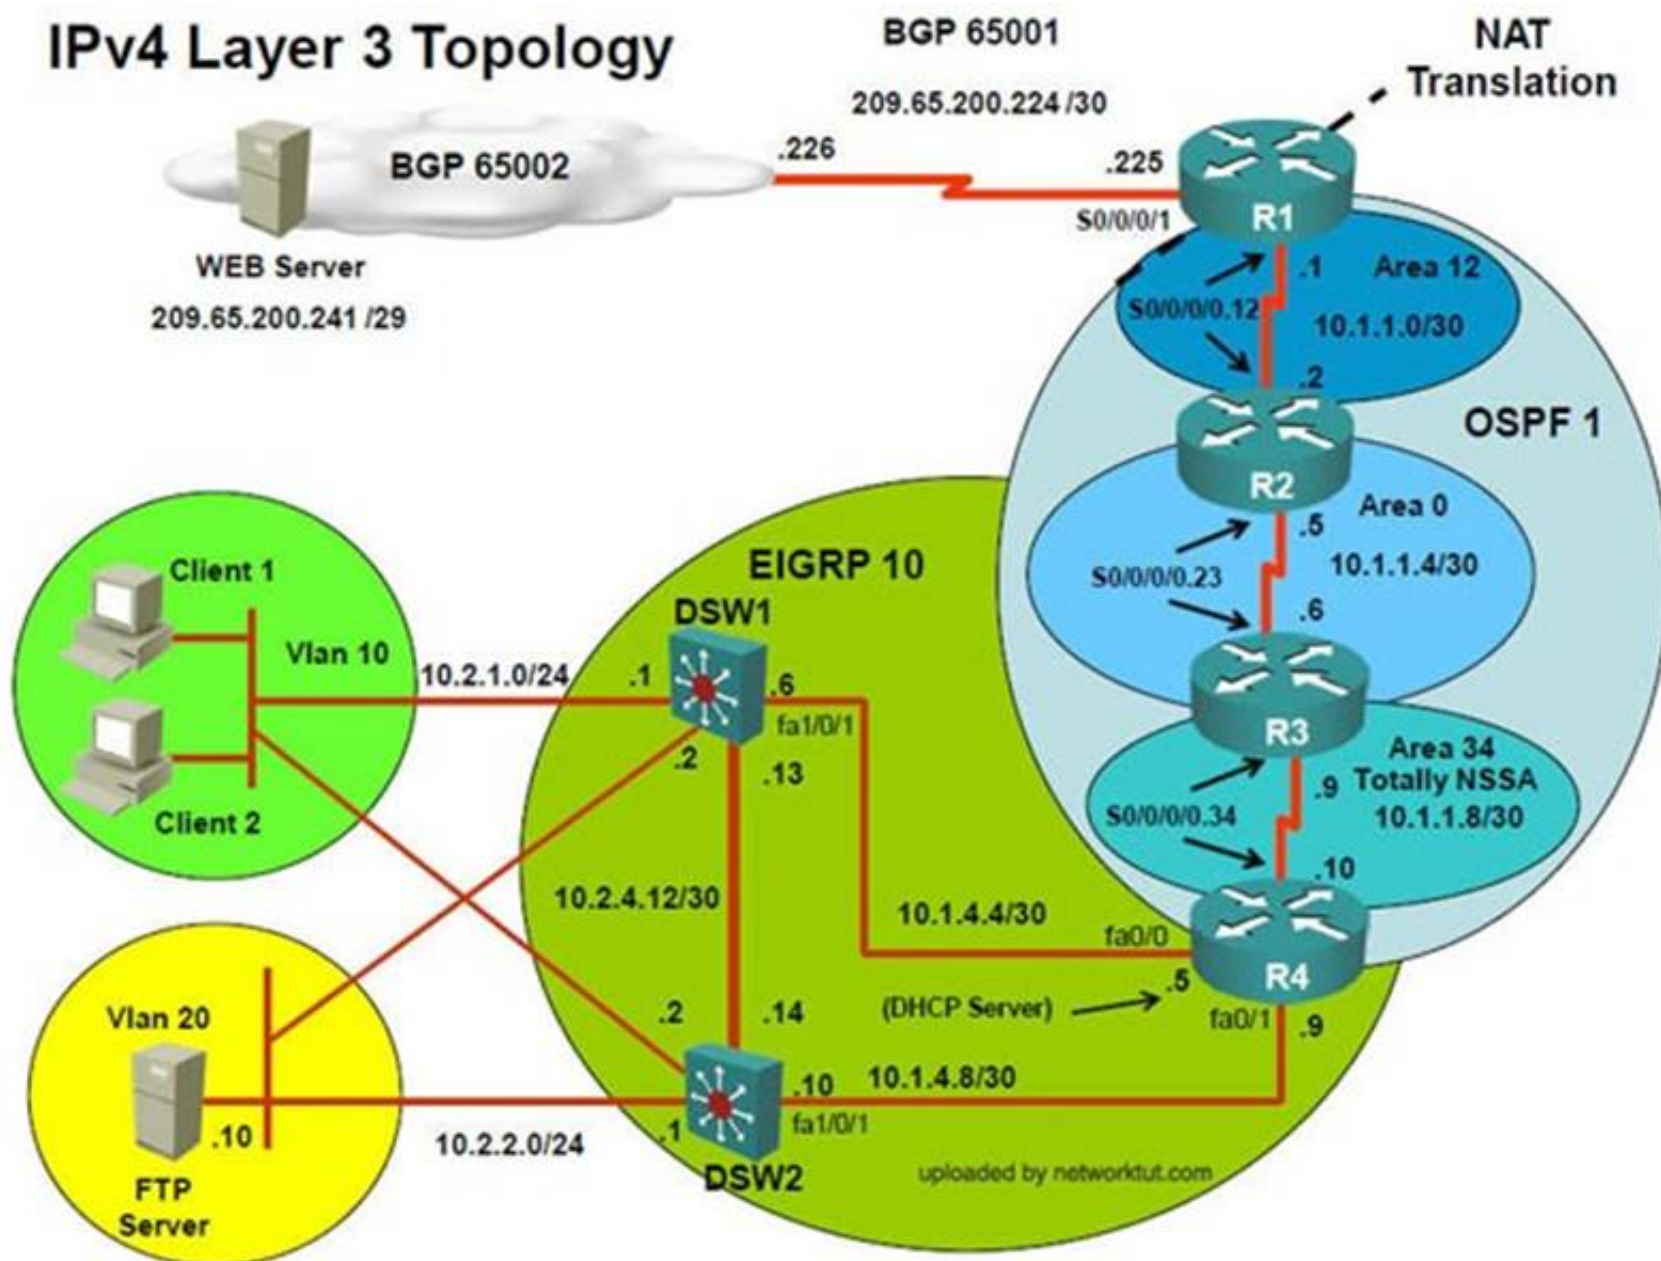 IPv4 Layer 3 Topology
BGP 65001
NAT
Translation
209.65.200.224 /30
BGP 65002
.226
.225
S0/0/0/1
R1
WEB Server
209.65.200.241 /29
.1
Area 12
S0/0/0/0.12
10.1.1.0/30
.2
OSPF 1
R2
Area 0
.5
10.1.1.4/30
S0/0/0/0.23
.6
R3
Area 34
Totally NSSA
.9
10.1.1.8/30
S0/0/0/0.34
.10
R4
EIGRP 10
Client 1
Vlan 10
Client 2
10.2.1.0/24
DSW1
.1
.6
fa1/0/1
.2
.13
10.2.4.12/30
10.1.4.4/30
fa0/0
.5
(DHCP Server)
fa0/1
.9
Vlan 20
.10
FTP
Server
10.2.2.0/24
.2
.14
.10
10.1.4.8/30
fa1/0/1
.1
DSW2
uploaded by networktut.com